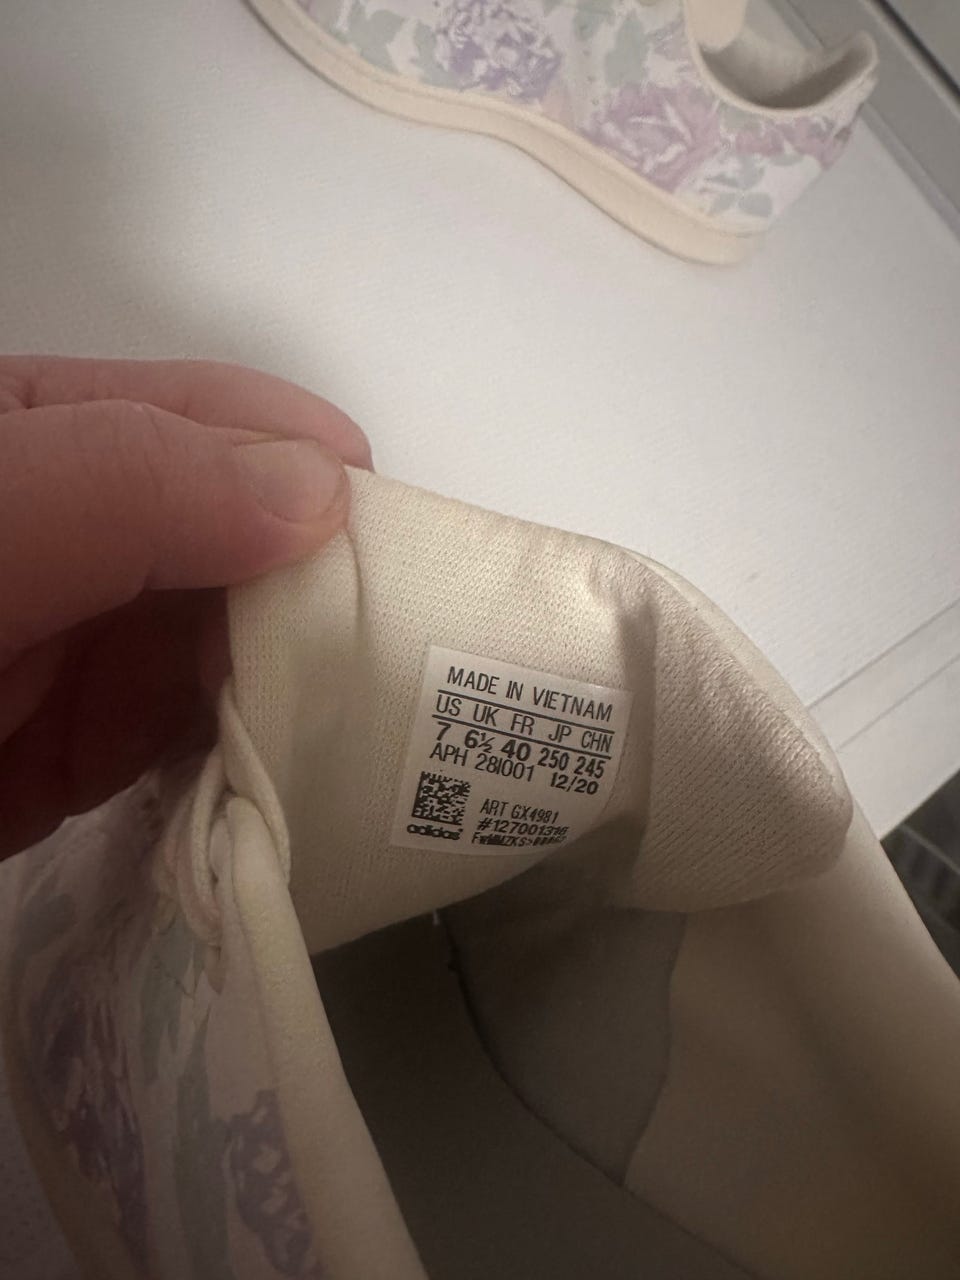 MADE IN VIETNAM
US UK FR JP CHN
7 6½ 40 250 245
APH 281001 12/20
ART GX4981
adidas